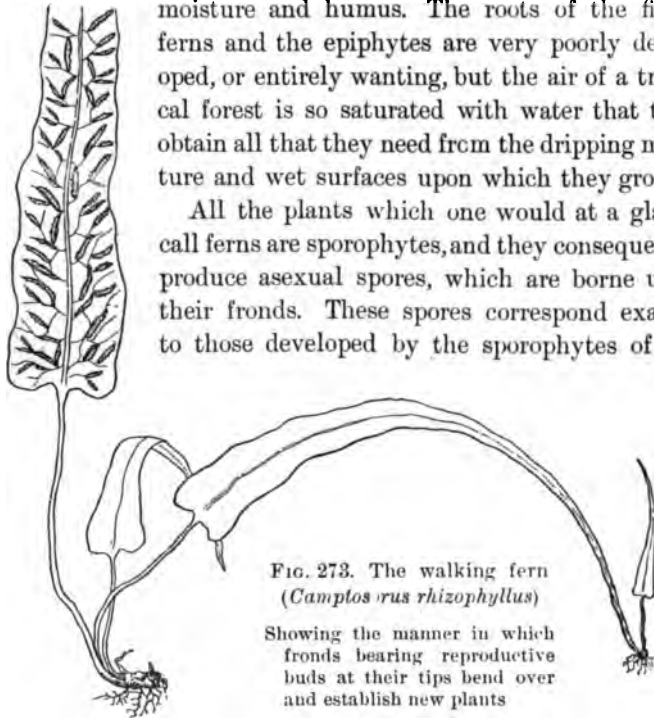 moisture and humus. The roots of the fi
ferns and the epiphytes are very poorly de
oped, or entirely wanting, but the air of a tr
cal forest is so saturated with water that t
obtain all that they need frcm the dripping m
ture and wet surfaces upon which they gro
All the plants which one would at a gla
call ferns are sporophytes, and they conseque
produce asexual spores, which are borne u
their fronds. These spores correspond exa
to those developed by the sporophytes of
FIG. 273. The walking fern
(Camptos rus rhizophyllus)
Showing the manner in which
fronds bearing reproductive
buds at their tips bend over
and establish new plants